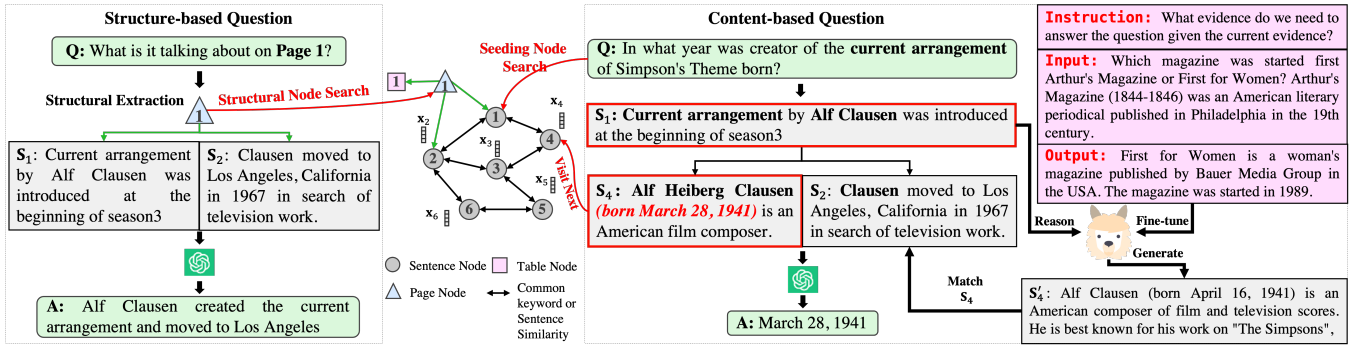 Structure-based Question
Q: What is it talking about on Page 1?
Structural Extraction
1
S1: Current arrangement
by Alf Clausen was
introduced at the
beginning of season3
S2: Clausen moved to
Los Angeles, California
in 1967 in search of
television work.
A: Alf Clausen created the current
arrangement and moved to Los Angeles
Structural Node Search
Seeding Node
Search
1
1
1
2
3
4
5
6
x2
x3
x4
x5
x6
Visit Next
Sentence Node
Table Node
Page Node
Common
keyword or
Sentence
Similarity
Content-based Question
Q: In what year was creator of the current arrangement
of Simpson's Theme born?
S1: Current arrangement by Alf Clausen was introduced
at the beginning of season3
S4: Alf Heiberg Clausen
(born March 28, 1941) is an
American film composer.
S2: Clausen moved to Los
Angeles, California in 1967
in search of television work.
A: March 28, 1941
Instruction: What evidence do we need to
answer the question given the current evidence?
Input: Which magazine was started first
Arthur's Magazine or First for Women? Arthur's
Magazine (1844-1846) was an American literary
periodical published in Philadelphia in the 19th
century.
Output: First for Women is a woman's
magazine published by Bauer Media Group in
the USA. The magazine was started in 1989.
Reason
Fine-tune
Generate
Match
S4
S′4: Alf Clausen (born April 16, 1941) is an
American composer of film and television scores.
He is best known for his work on "The Simpsons",